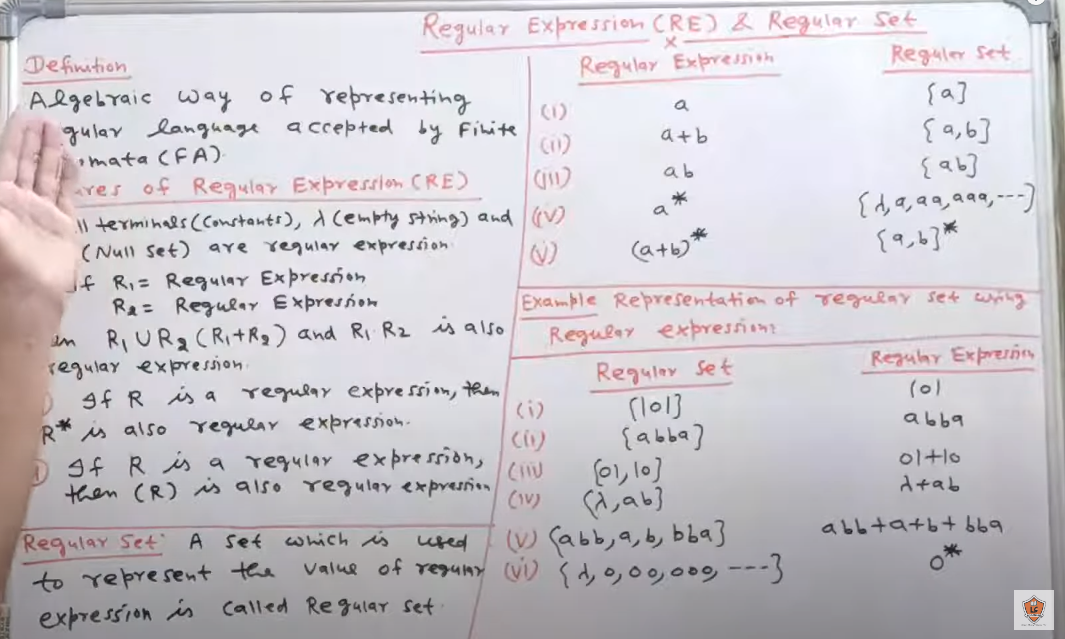 Regular Expression (RE) & Regular Set
Definition
Algebraic way of representing
gular language accepted by Finite
mata (FA).
res of Regular Expression (RE)
ll terminals (Constants), λ (empty string) and
(Null set) are regular expression
If R₁ = Regular Expression
R₂ = Regular Expression
en R₁ U R₂ (R₁+R₂) and R₁.R₂ is also
regular expression.
If R is a regular expression, then
R* is also regular expression.
If R is a regular expression,
then (R) is also regular expression
Regular Set: A set which is used
to represent the value of regular
expression is called Regular set.
Regular Expression Regular Set
(i) a {a}
(ii) a+b {a,b}
(iii) ab {ab}
(iv) a* {λ,a,aa,aaa,----}
(v) (a+b)* {a,b}*
Example Representation of regular set using
Regular expression:
Regular Set Regular Expression
(i) {101} 101
(ii) {abba} abba
(iii) {01,10} 01+10
(iv) {λ,ab} λ+ab
(v) {abb,a,b,bba} abb+a+b+bba
(vi) {λ,0,00,000,----} 0*